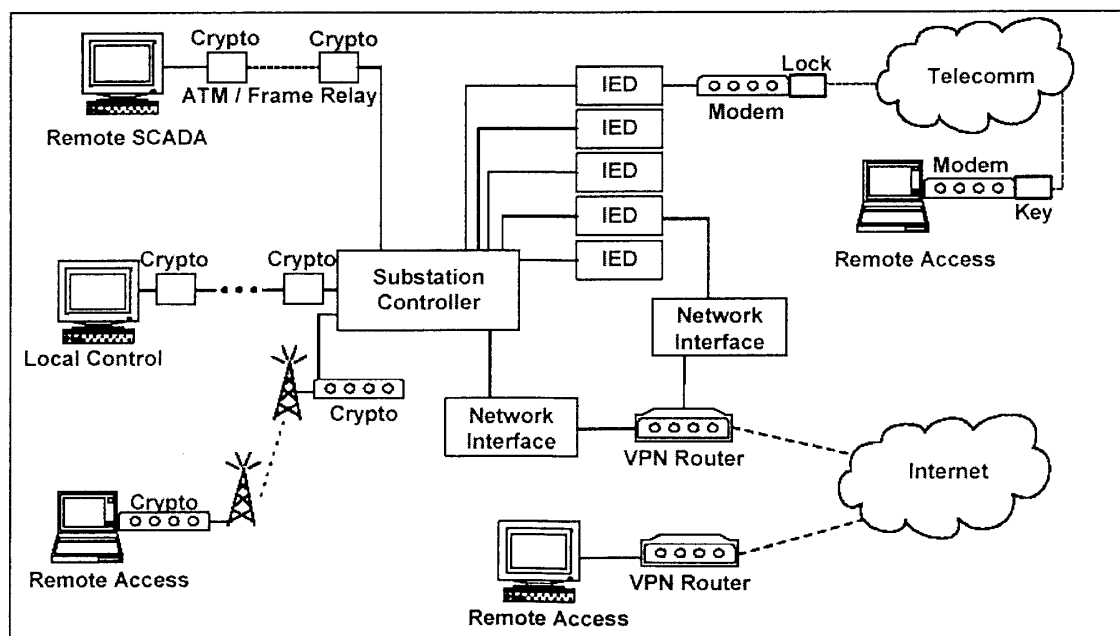 Crypto
Crypto
ATM / Frame Relay
Remote SCADA
IED
IED
IED
IED
IED
Modem
Lock
Telecomm
Modem
Key
Remote Access
Crypto
Crypto
Local Control
Substation
Controller
Network
Interface
Crypto
Network
Interface
VPN Router
Internet
Crypto
Remote Access
VPN Router
Remote Access